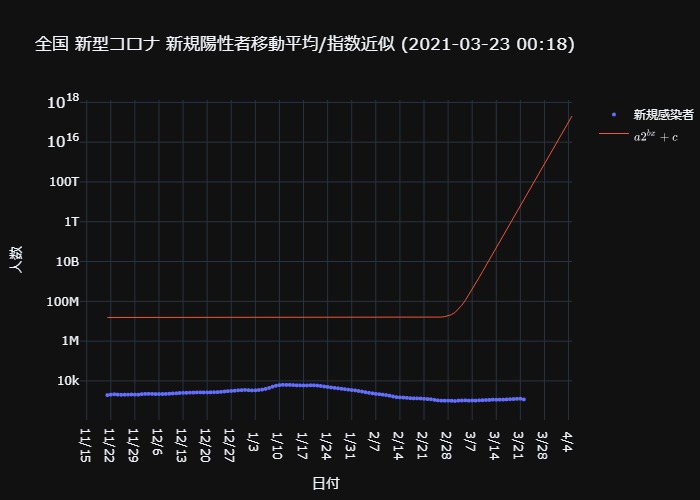 全国 新型コロナ 新規陽性者移動平均/指数近似 (2021-03-23 00:18)
10^18
10^16
100T
1T
10B
100M
1M
10k
人数
11/15
11/22
11/29
12/6
12/13
12/20
12/27
1/3
1/10
1/17
1/24
1/31
2/7
2/14
2/21
2/28
3/7
3/14
3/21
3/28
4/4
日付
新規感染者
a2^{bx} + c